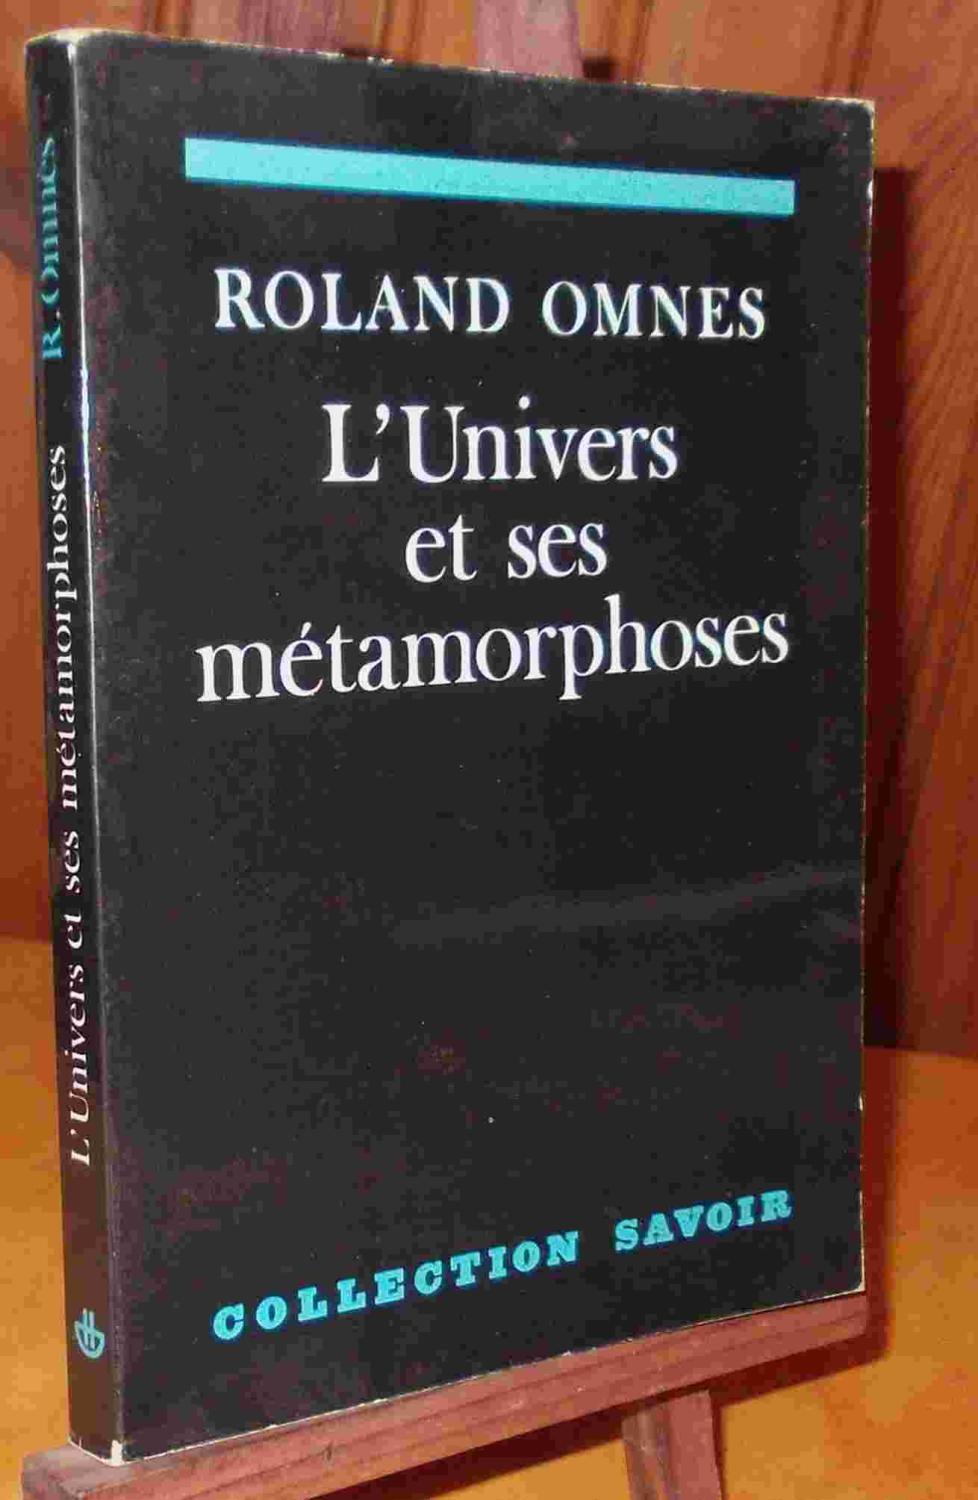 ROLAND OMNES
L'Univers
et ses
métamorphoses
COLLECTION SAVOIR
L'Univers et ses métamorphoses R. Omnes